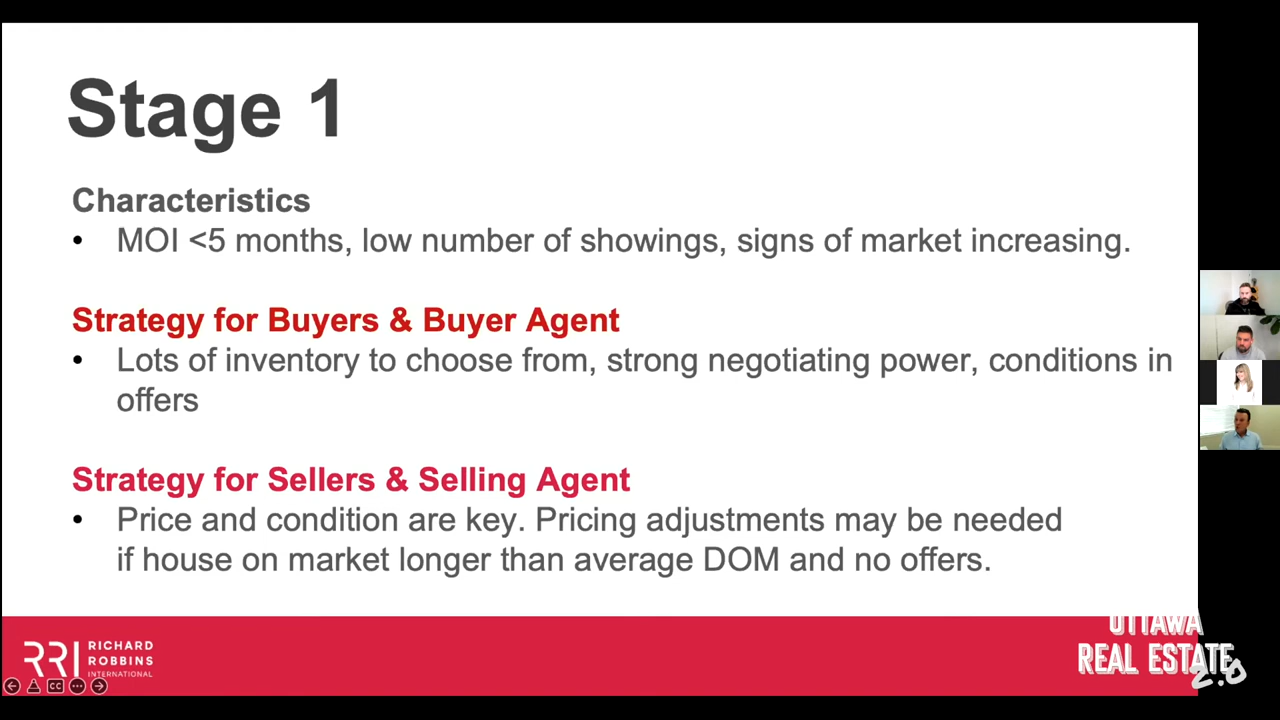 Stage 1
Characteristics
• MOI <5 months, low number of showings, signs of market increasing.
Strategy for Buyers & Buyer Agent
• Lots of inventory to choose from, strong negotiating power, conditions in
offers
Strategy for Sellers & Selling Agent
• Price and condition are key. Pricing adjustments may be needed
if house on market longer than average DOM and no offers.
RRI
RICHARD
ROBBINS
INTERNATIONAL
CC
OTTAWA
REAL ESTATE
2.0